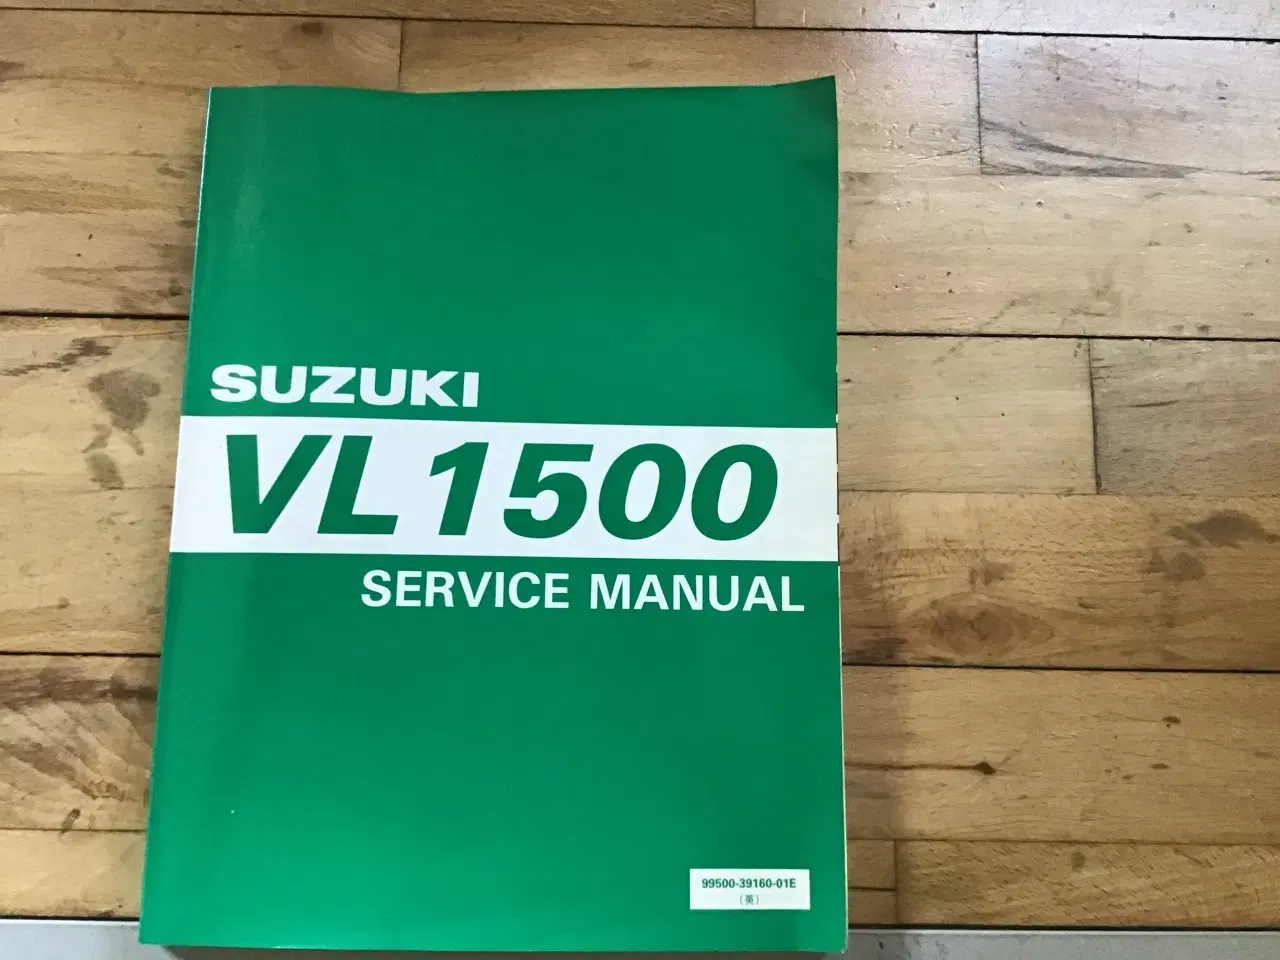 SUZUKI
VL1500
SERVICE MANUAL
99500-39160-01E
(英)